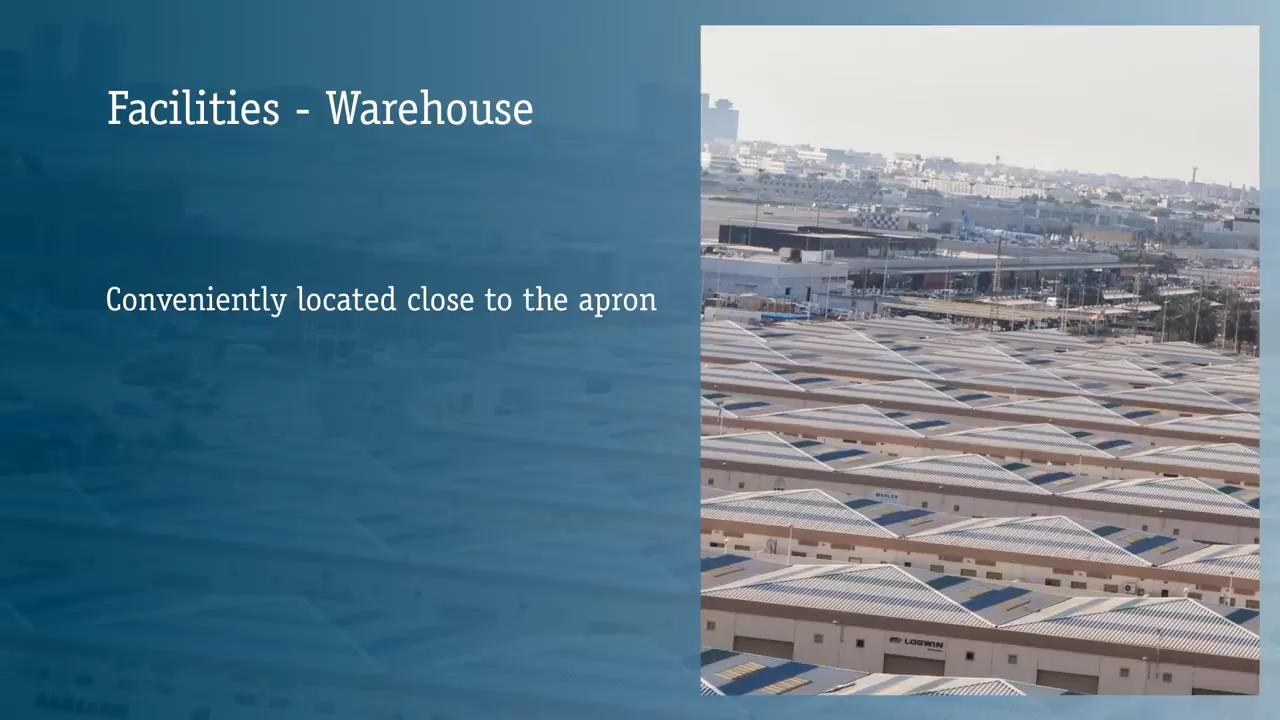 Facilities - Warehouse
Conveniently located close to the apron
LOGWIN